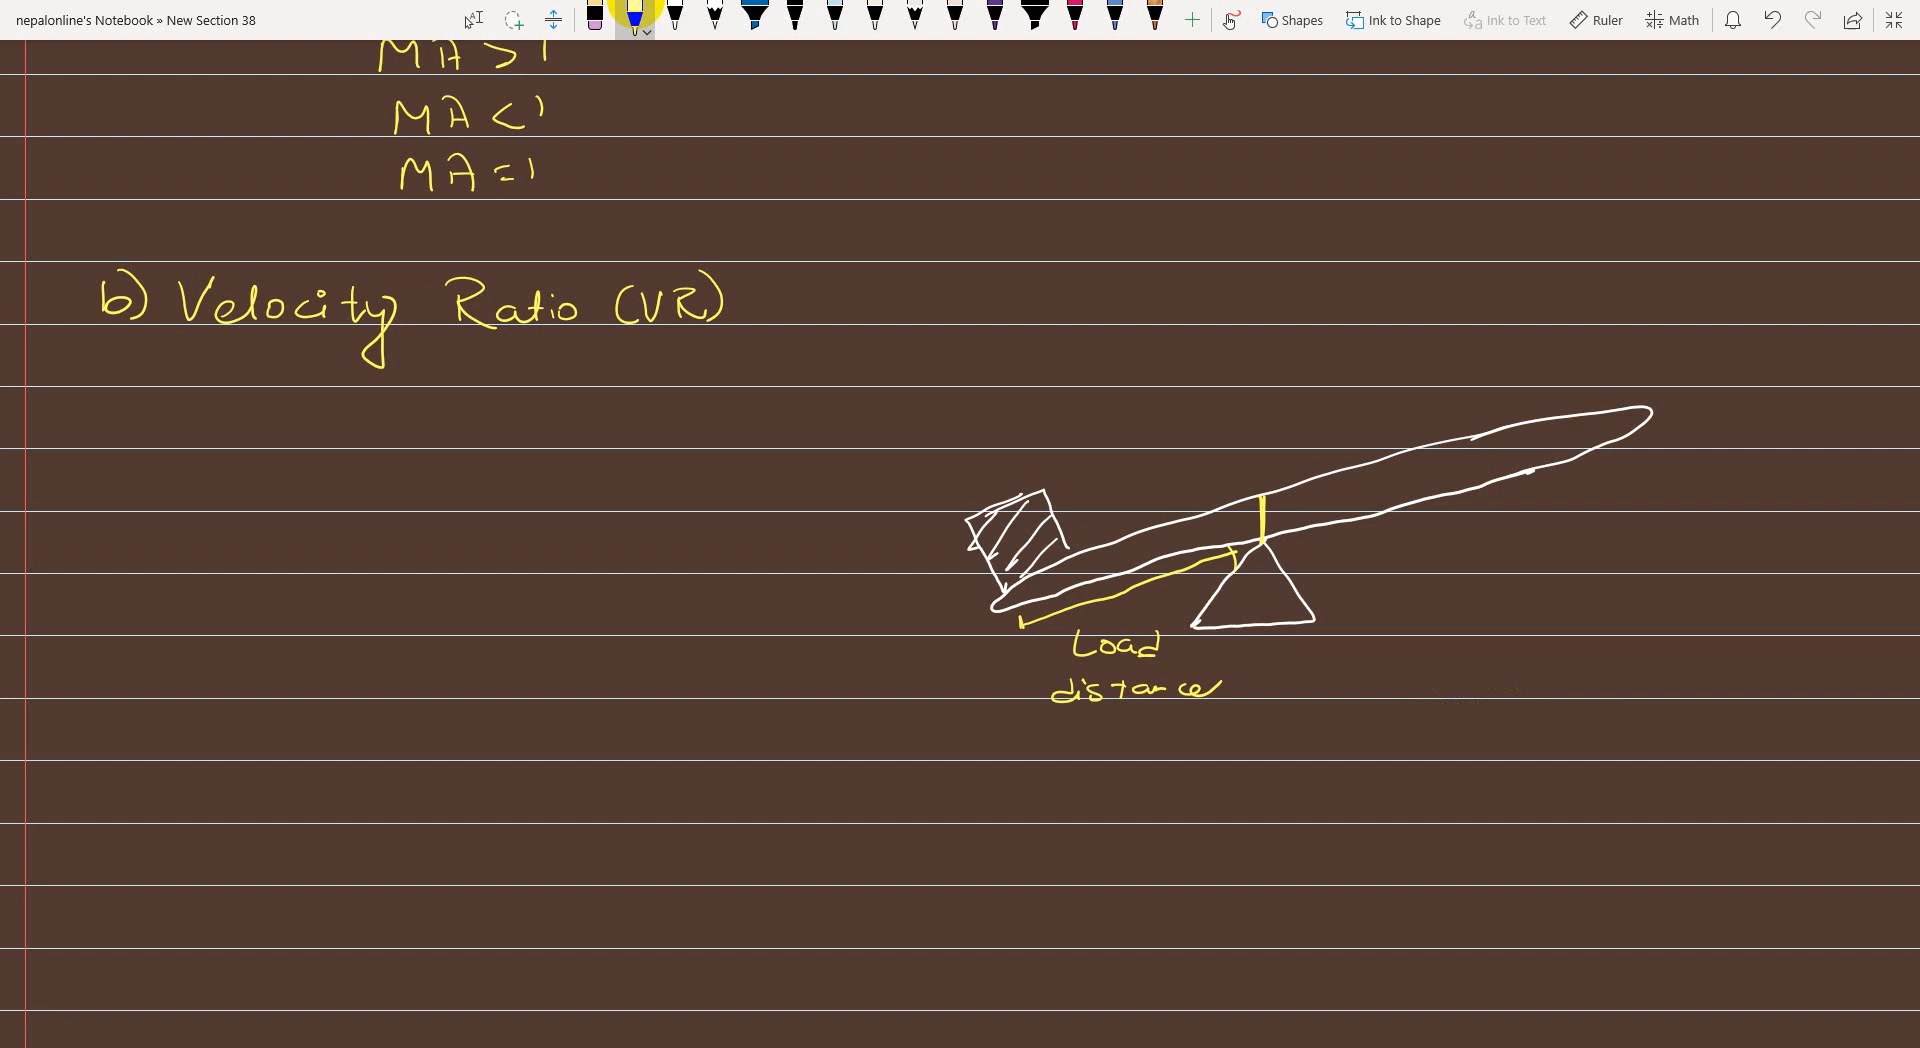 nepalonline's Notebook » New Section 38
Shapes
Ink to Shape
Ink to Text
Ruler
Math
MA > 1
MA < 1
MA = 1
b) Velocity Ratio (VR)
Load
distance